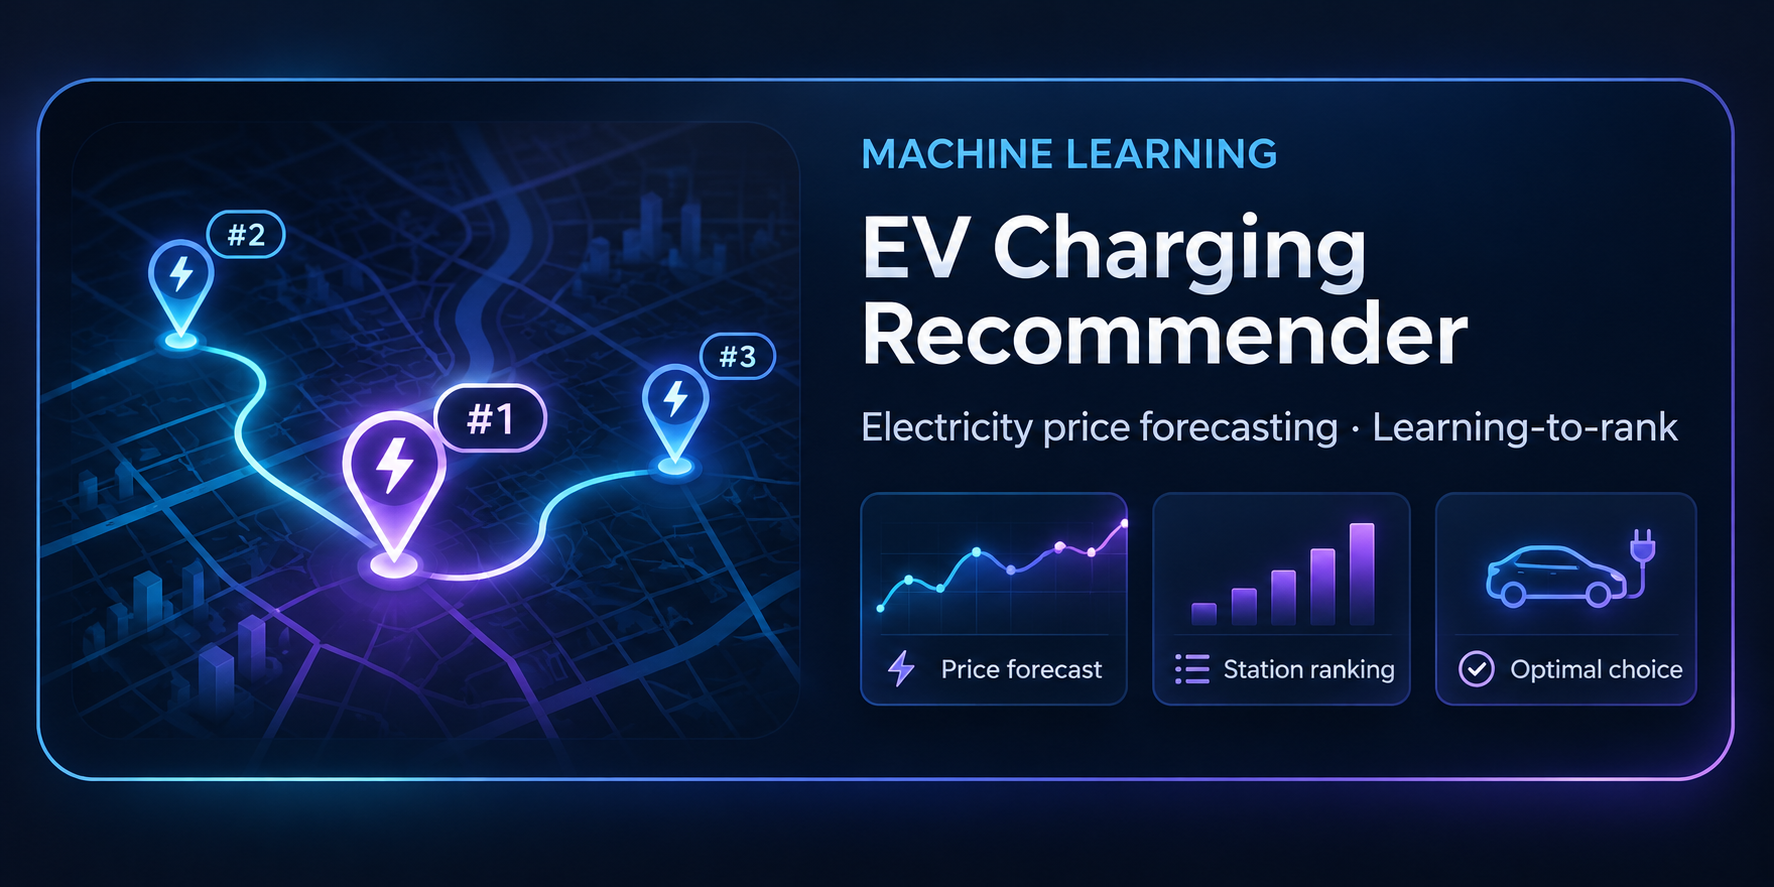 #2
#3
#1
MACHINE LEARNING
EV Charging
Recommender
Electricity price forecasting · Learning-to-rank
Price forecast
Station ranking
Optimal choice